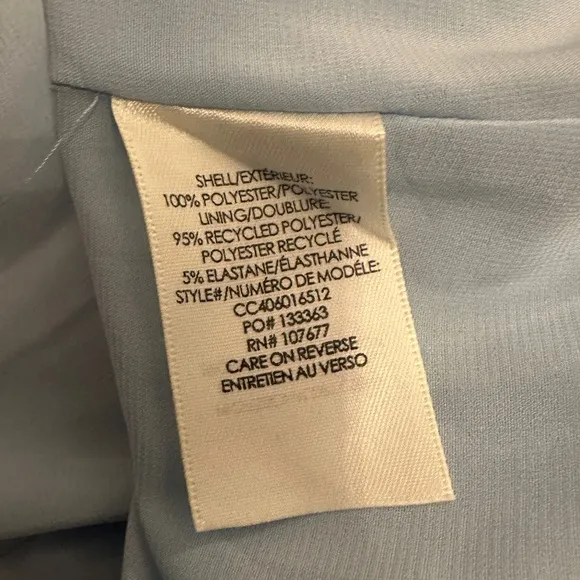 SHELL/EXTÉRIEUR:
100% POLYESTER/POLYESTER
LINING/DOUBLURE:
95% RECYCLED POLYESTER/
POLYESTER RECYCLÉ
5% ELASTANE/ÉLASTHANNE
STYLE#/NUMÉRO DE MODÈLE:
CC406016512
PO# 133363
RN# 107677
CARE ON REVERSE
ENTRETIEN AU VERSO